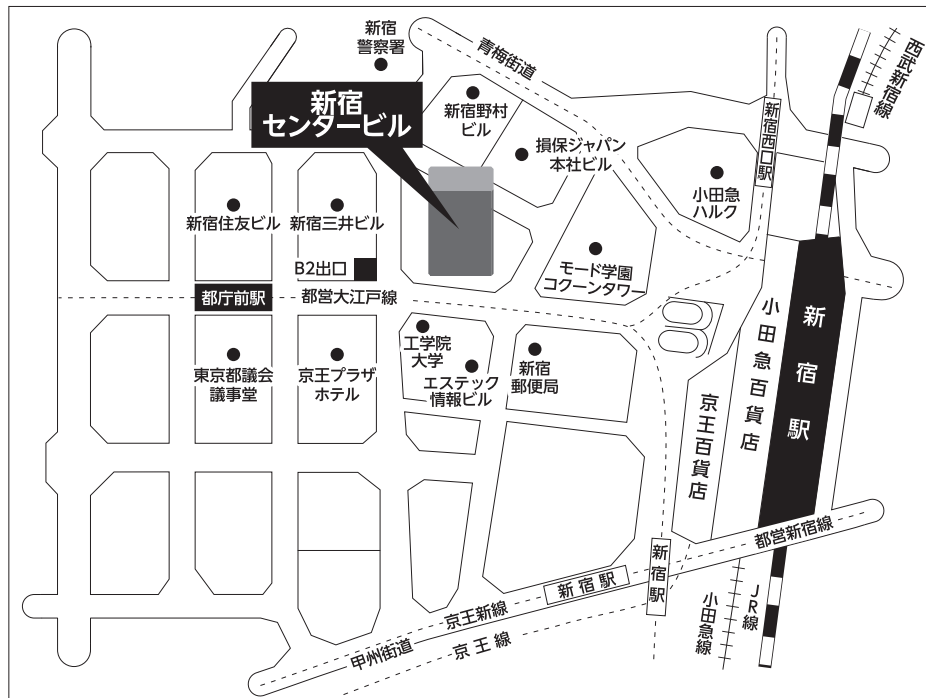 新宿
警察署
青梅街道
西武新宿線
新宿
センタービル
新宿野村
ビル
損保ジャパン
本社ビル
新宿西口駅
小田急
ハルク
新宿住友ビル
新宿三井ビル
B2出口
モード学園
コクーンタワー
都庁前駅
都営大江戸線
新宿駅
小田急百貨店
京王百貨店
工学院
大学
エステック
情報ビル
新宿
郵便局
東京都議会
議事堂
京王プラザ
ホテル
都営新宿線
新宿駅
新宿駅
京王新線
京王線
甲州街道
小田急線
JR線